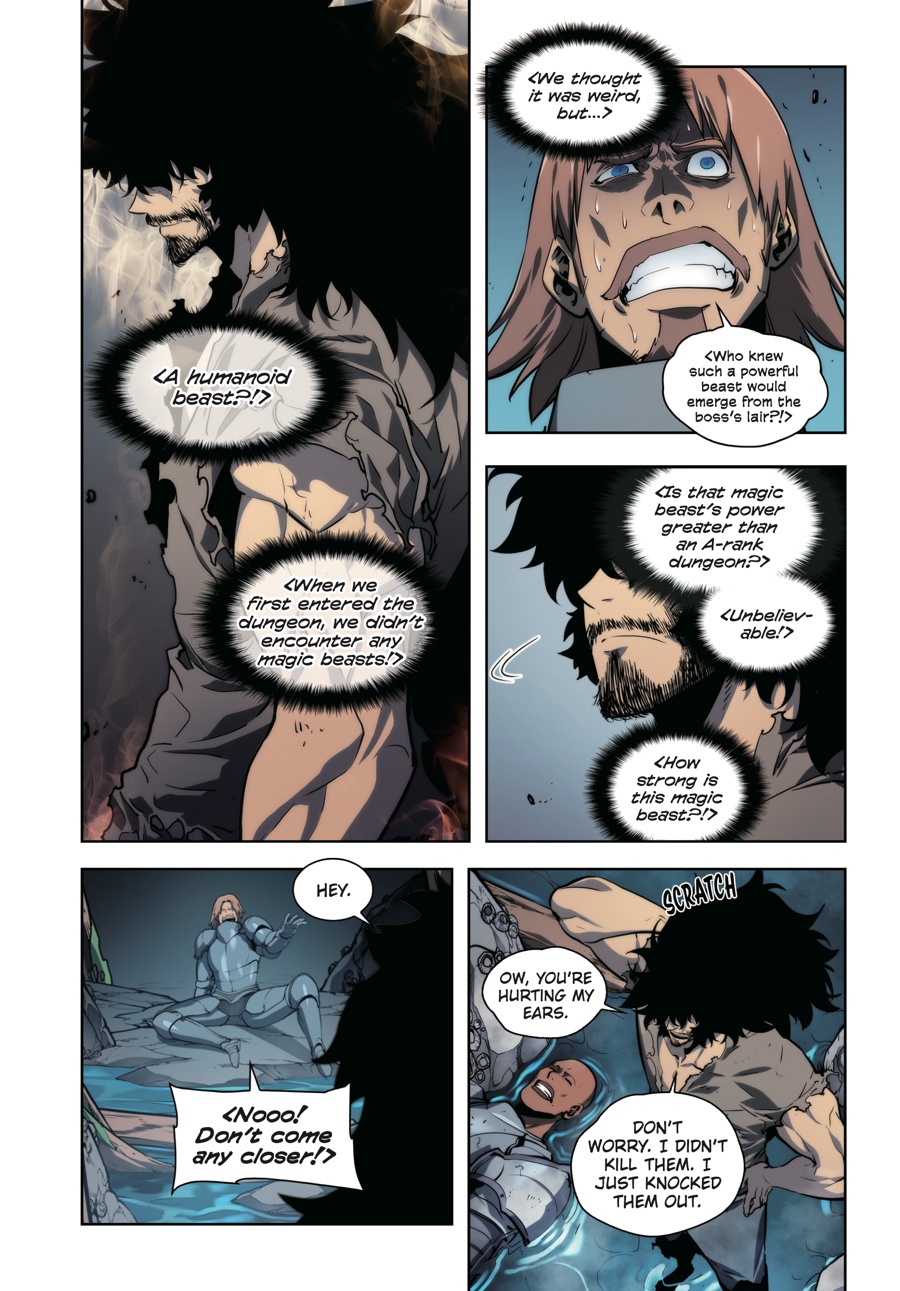 <A humanoid
beast?!>
<When we
first entered the
dungeon, we didn't
encounter any
magic beasts!>
<We thought
it was weird,
but...>
<Who knew
such a powerful
beast would
emerge from the
boss's lair?!>
<Is that magic
beast's power
greater than
an A-rank
dungeon?>
<Unbeliev-
able!>
<How
strong is
this magic
beast?!>
HEY.
<Nooo!
Don't come
any closer!>
SCRATCH
OW, YOU'RE
HURTING MY
EARS.
DON'T
WORRY. I DIDN'T
KILL THEM. I
JUST KNOCKED
THEM OUT.